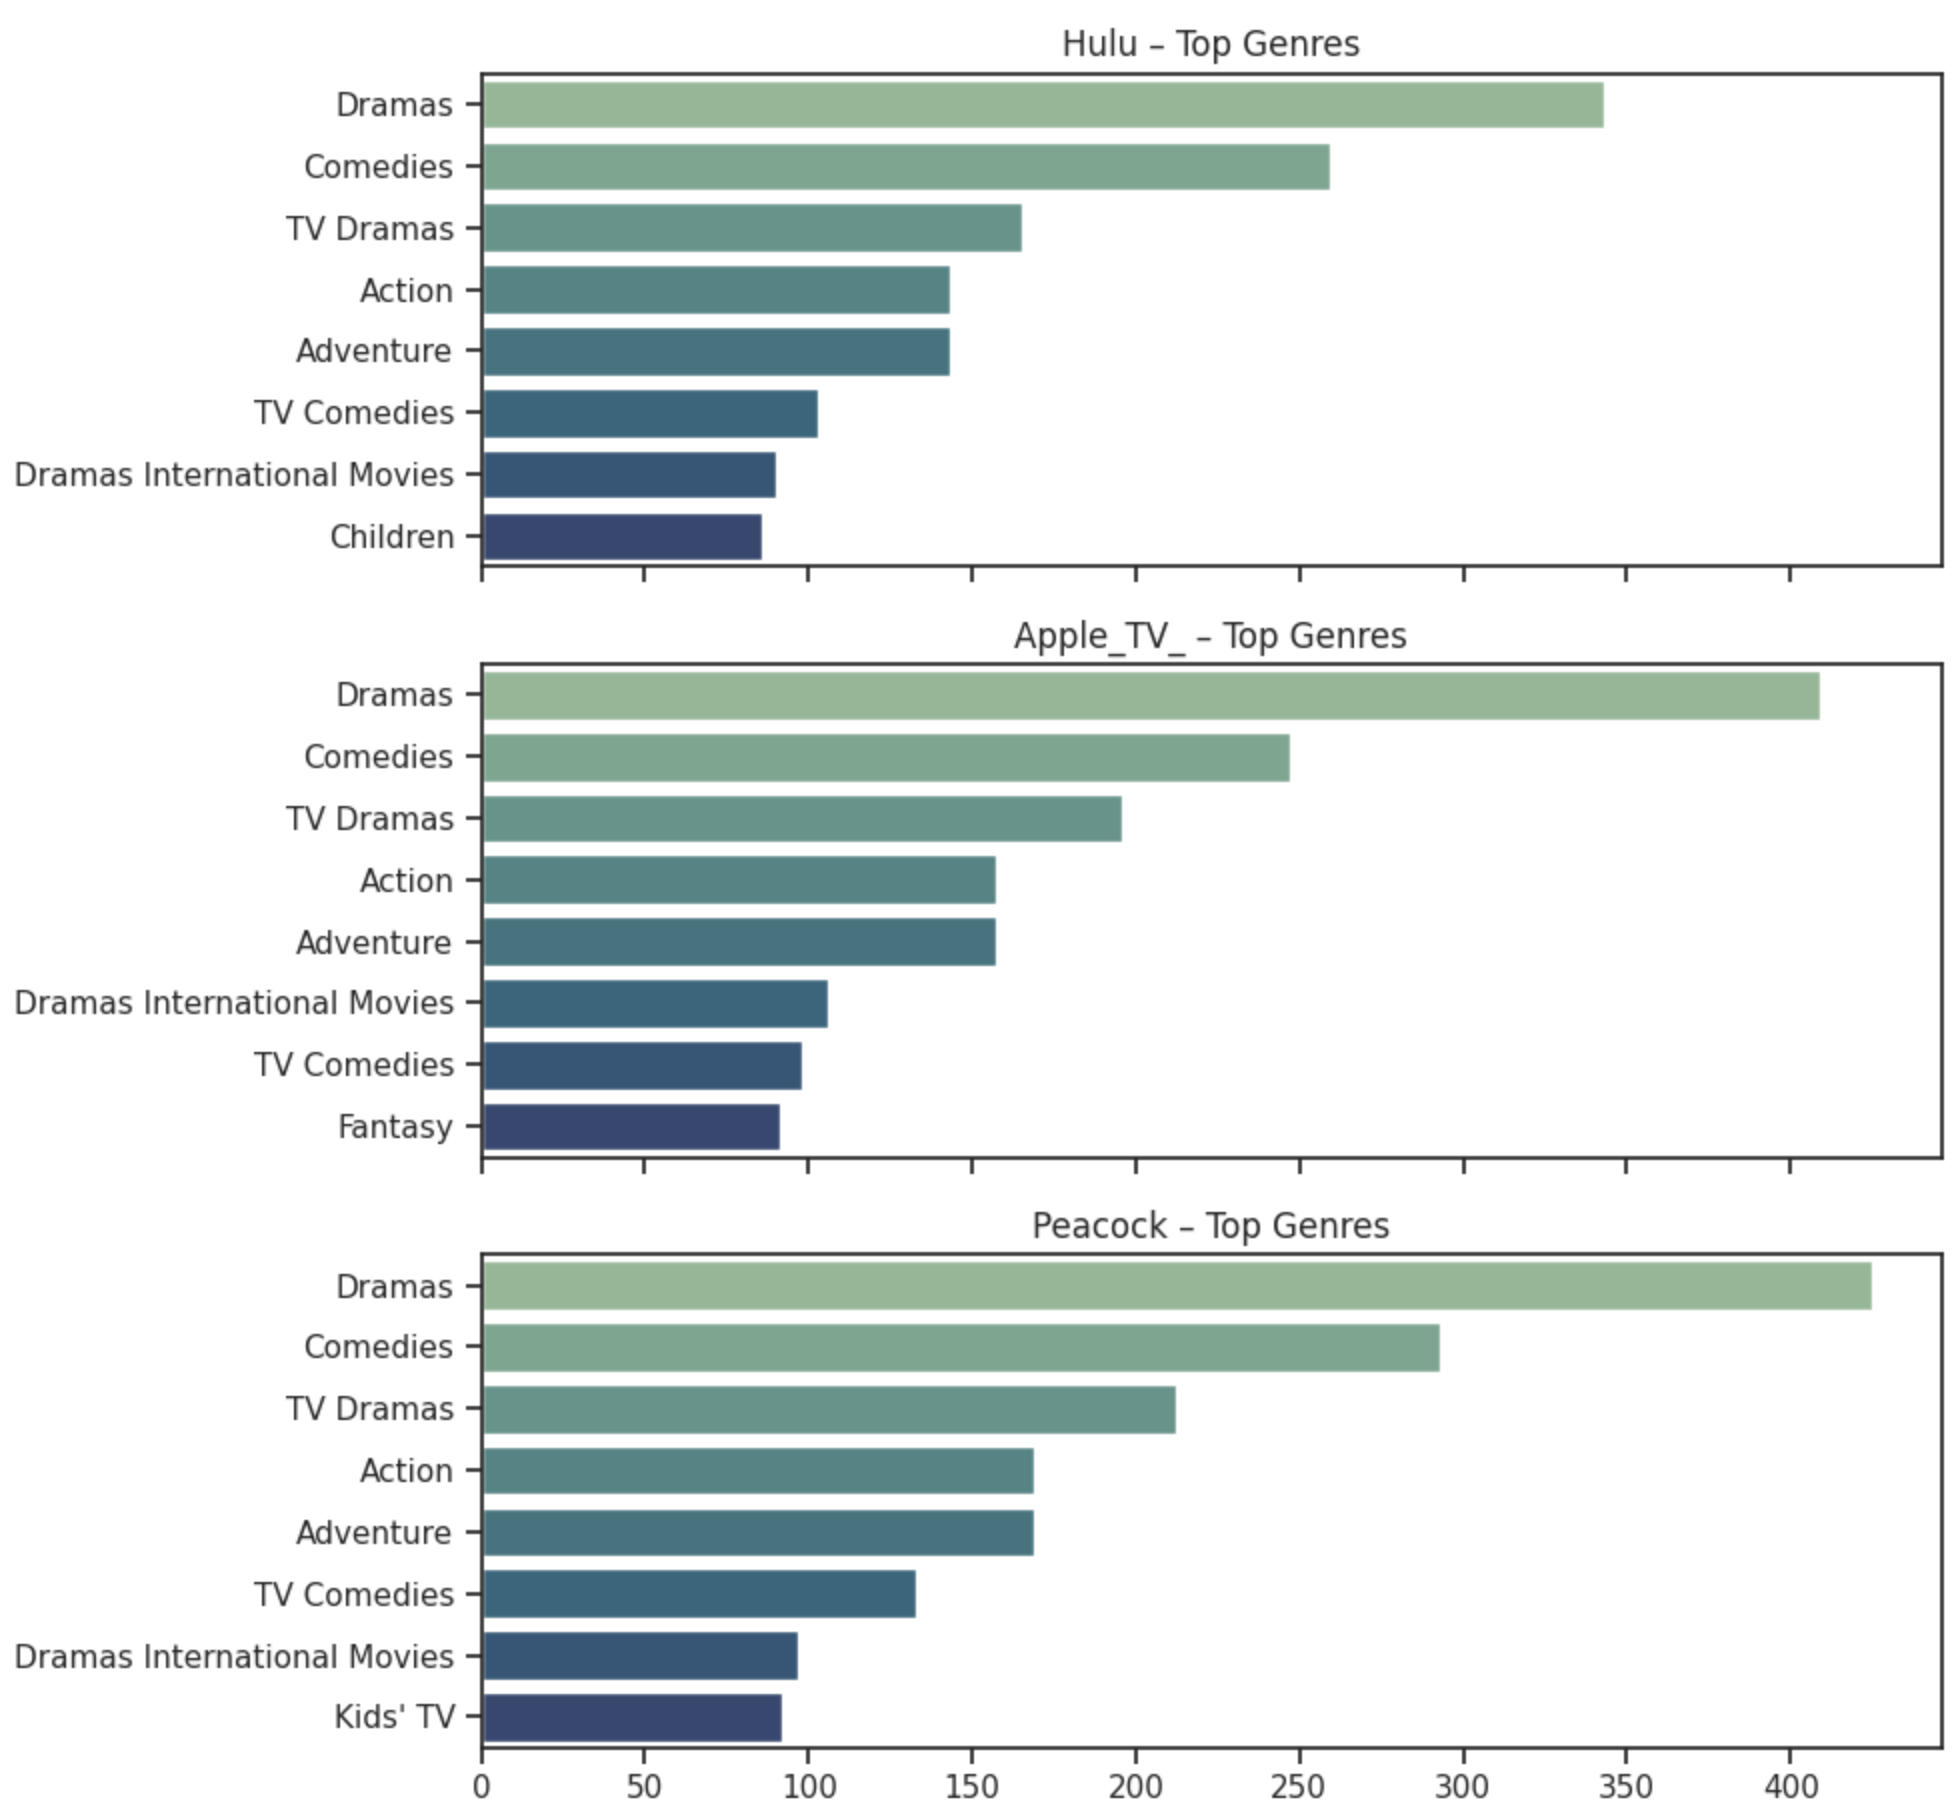 Hulu – Top Genres
Dramas
Comedies
TV Dramas
Action
Adventure
TV Comedies
Dramas International Movies
Children
Apple_TV_ – Top Genres
Dramas
Comedies
TV Dramas
Action
Adventure
Dramas International Movies
TV Comedies
Fantasy
Peacock – Top Genres
Dramas
Comedies
TV Dramas
Action
Adventure
TV Comedies
Dramas International Movies
Kids' TV
0 50 100 150 200 250 300 350 400